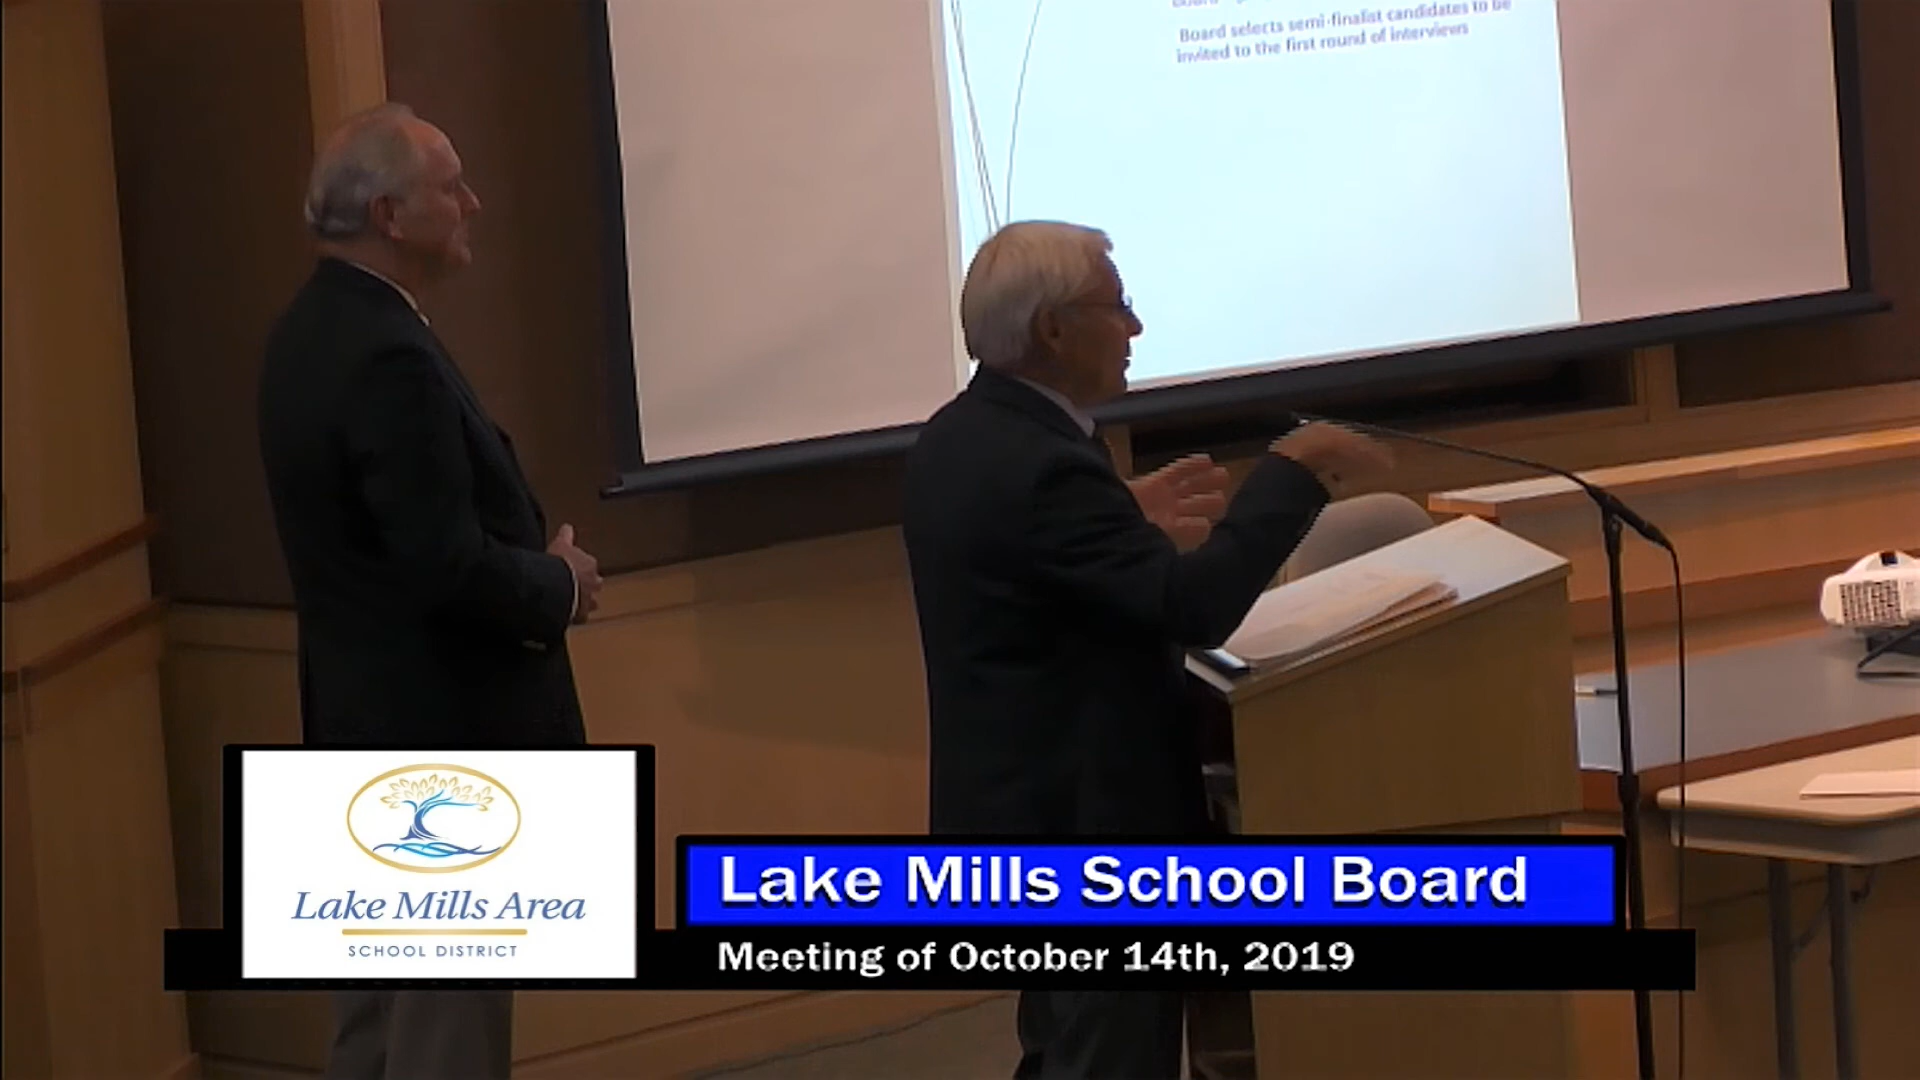 Board selects semi-finalist candidates to be
invited to the first round of interviews
Lake Mills School Board
Lake Mills Area
SCHOOL DISTRICT
Meeting of October 14th, 2019